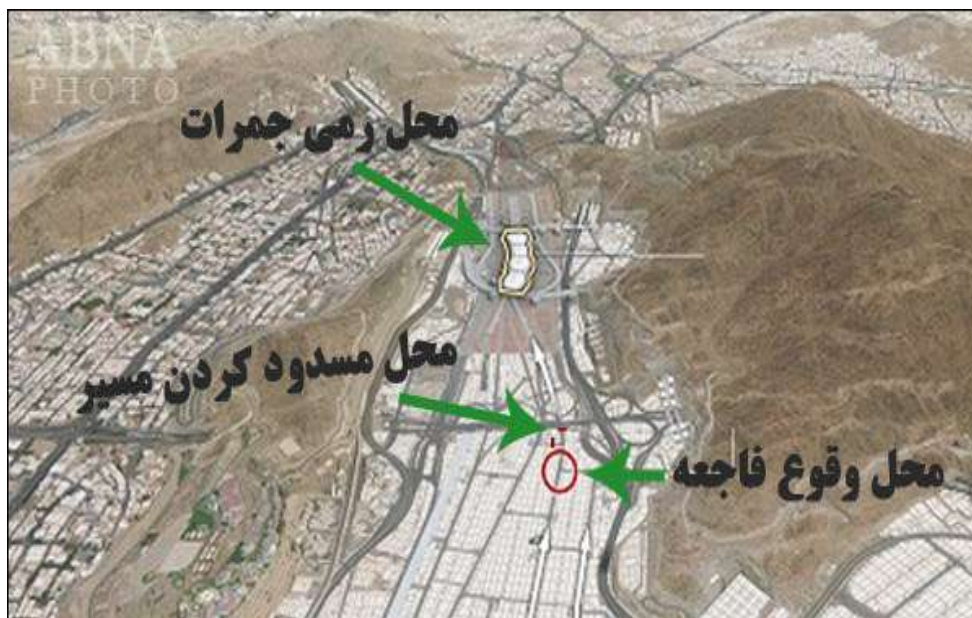 ABNA
PHOTO
محل رمی جمرات
محل مسدود کردن مسیر
محل وقوع فاجعه